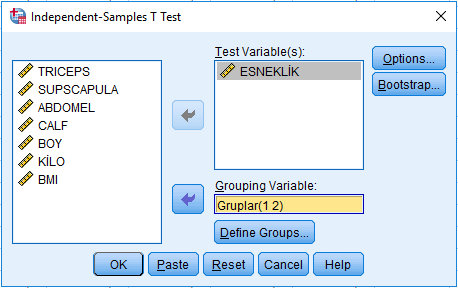 Independent-Samples T Test
Test Variable(s):
TRICEPS
SUPSCAPULA
ABDOMEL
CALF
BOY
KİLO
BMI
ESNEKLİK
Options...
Bootstrap...
Grouping Variable:
Gruplar(1 2)
Define Groups...
OK
Paste
Reset
Cancel
Help